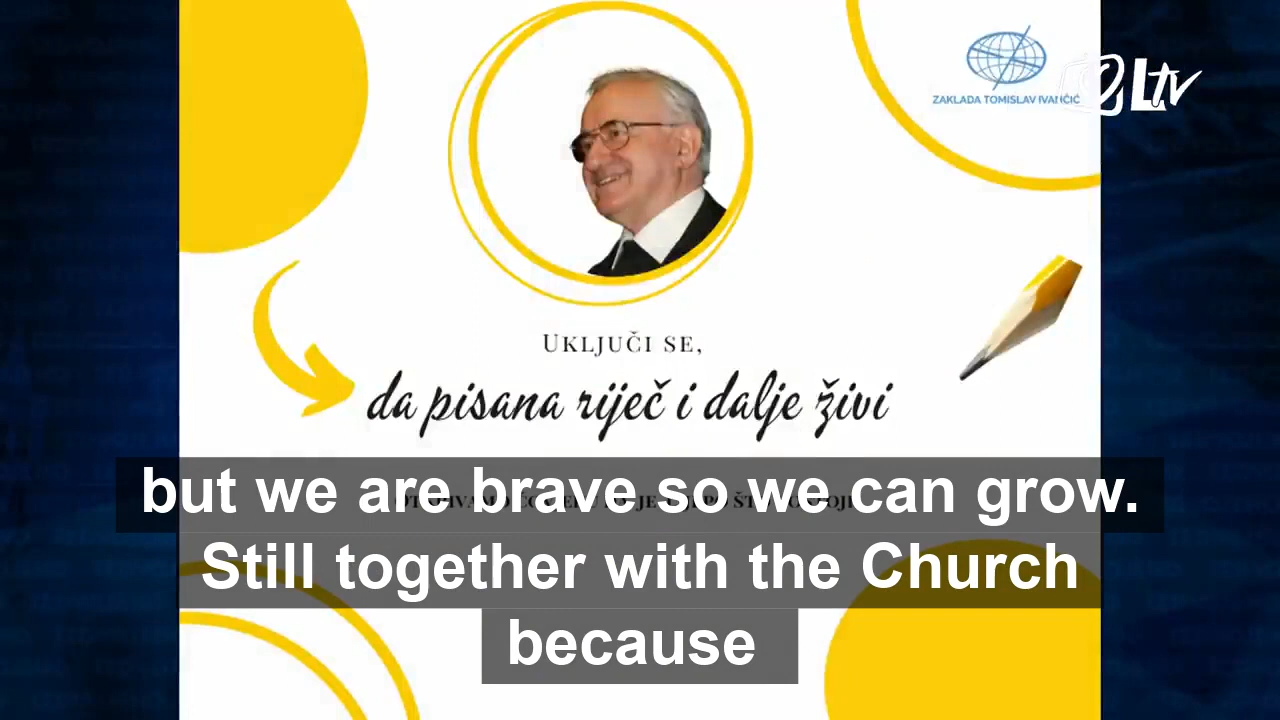 ZAKLADA TOMISLAV IVANČIĆ
Ltv
UKLJUČI SE,
da pisana riječ i dalje živi
but we are brave so we can grow.
Still together with the Church
because